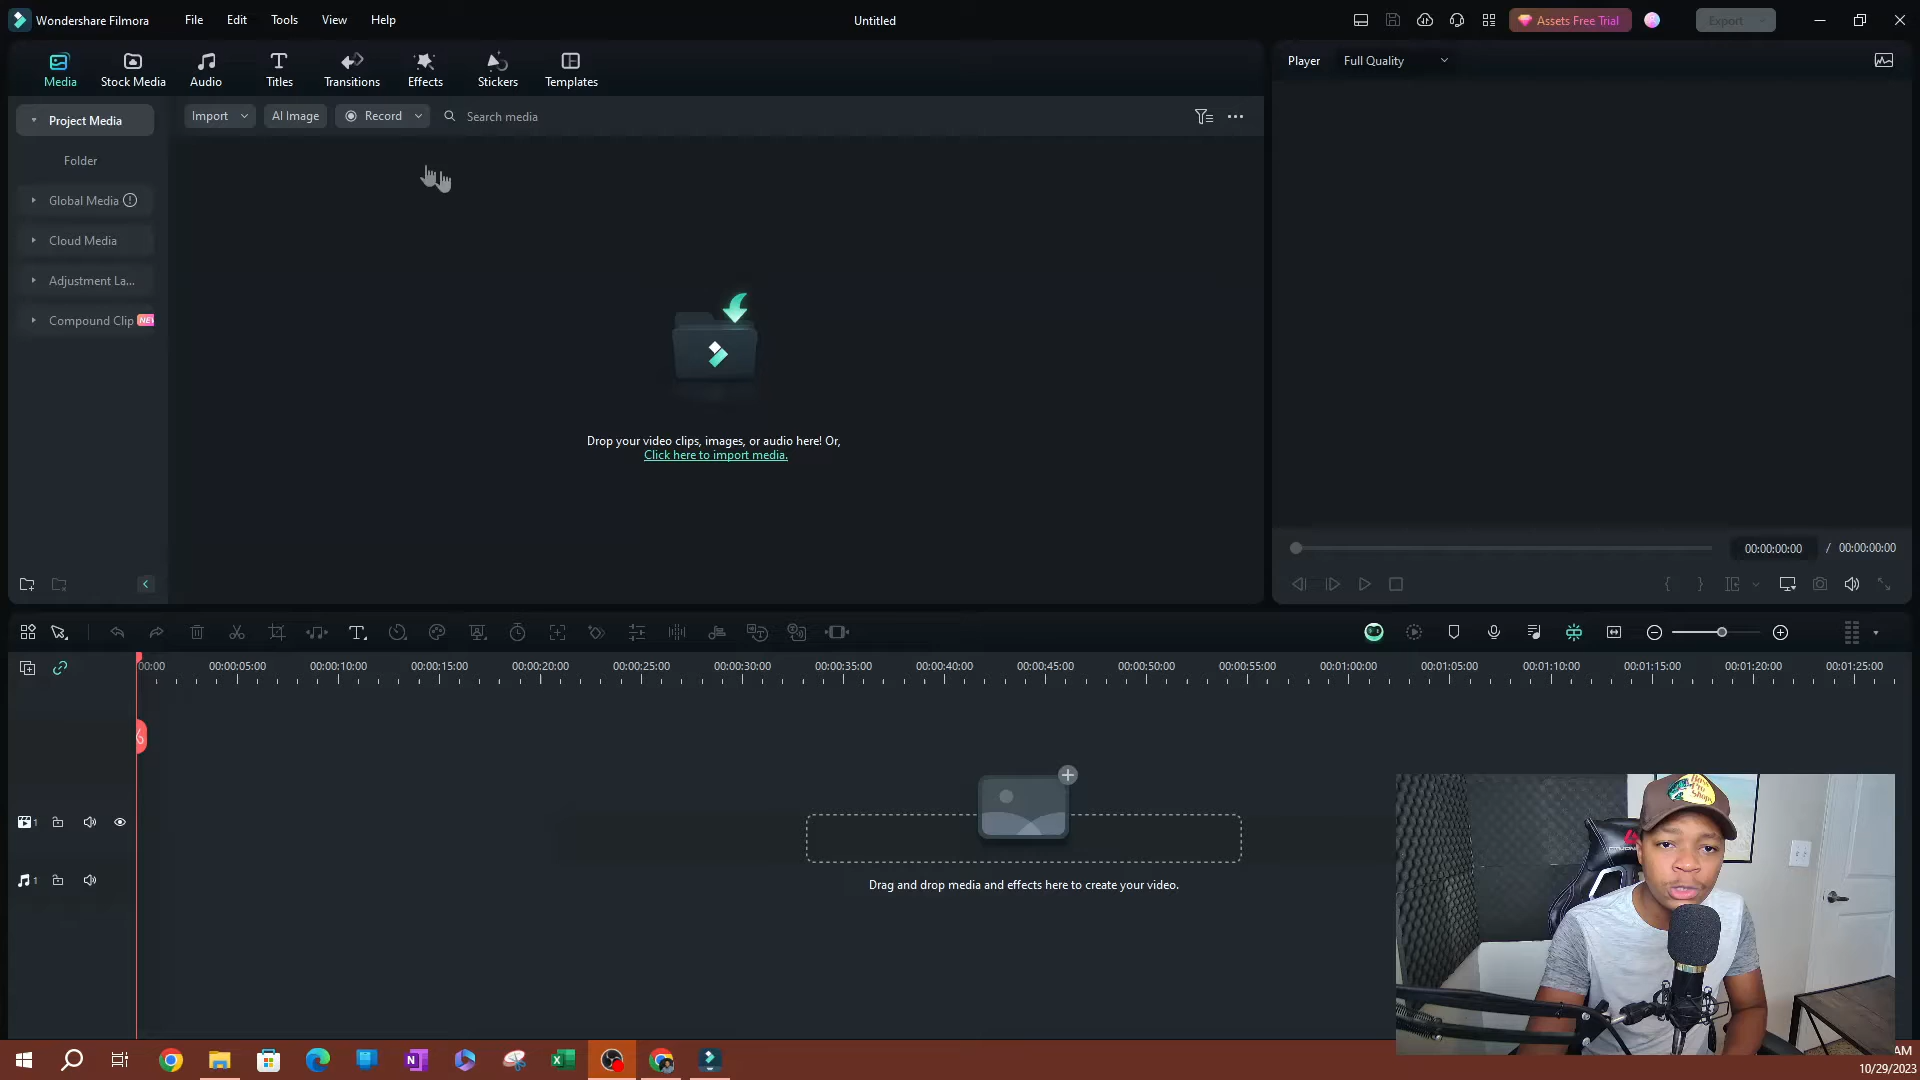 Wondershare Filmora File Edit Tools View Help Untitled Assets Free Trial Export
Media Stock Media Audio Titles Transitions Effects Stickers Templates Player Full Quality
Project Media Import AI Image Record Search media
Folder
Global Media
Cloud Media
Adjustment La...
Compound Clip NEW
Drop your video clips, images, or audio here! Or,
Click here to import media.
00:00:00:00 / 00:00:00:00
00:00 00:00:05:00 00:00:10:00 00:00:15:00 00:00:20:00 00:00:25:00 00:00:30:00 00:00:35:00 00:00:40:00 00:00:45:00 00:00:50:00 00:00:55:00 00:01:00:00 00:01:05:00 00:01:10:00 00:01:15:00 00:01:20:00 00:01:25:00
1
1
Drag and drop media and effects here to create your video.
Bass
Pro
Shops
AM
10/29/2023